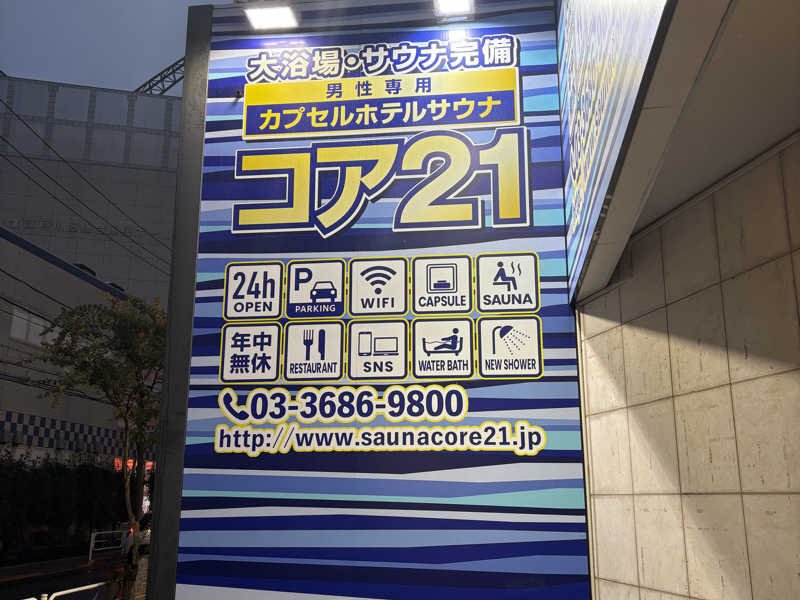 大浴場・サウナ完備
男性専用
カプセルホテルサウナ
コア21
24h OPEN
P PARKING
WIFI
CAPSULE
SAUNA
年中無休
RESTAURANT
SNS
WATER BATH
NEW SHOWER
03-3686-9800
http://www.saunacore21.jp